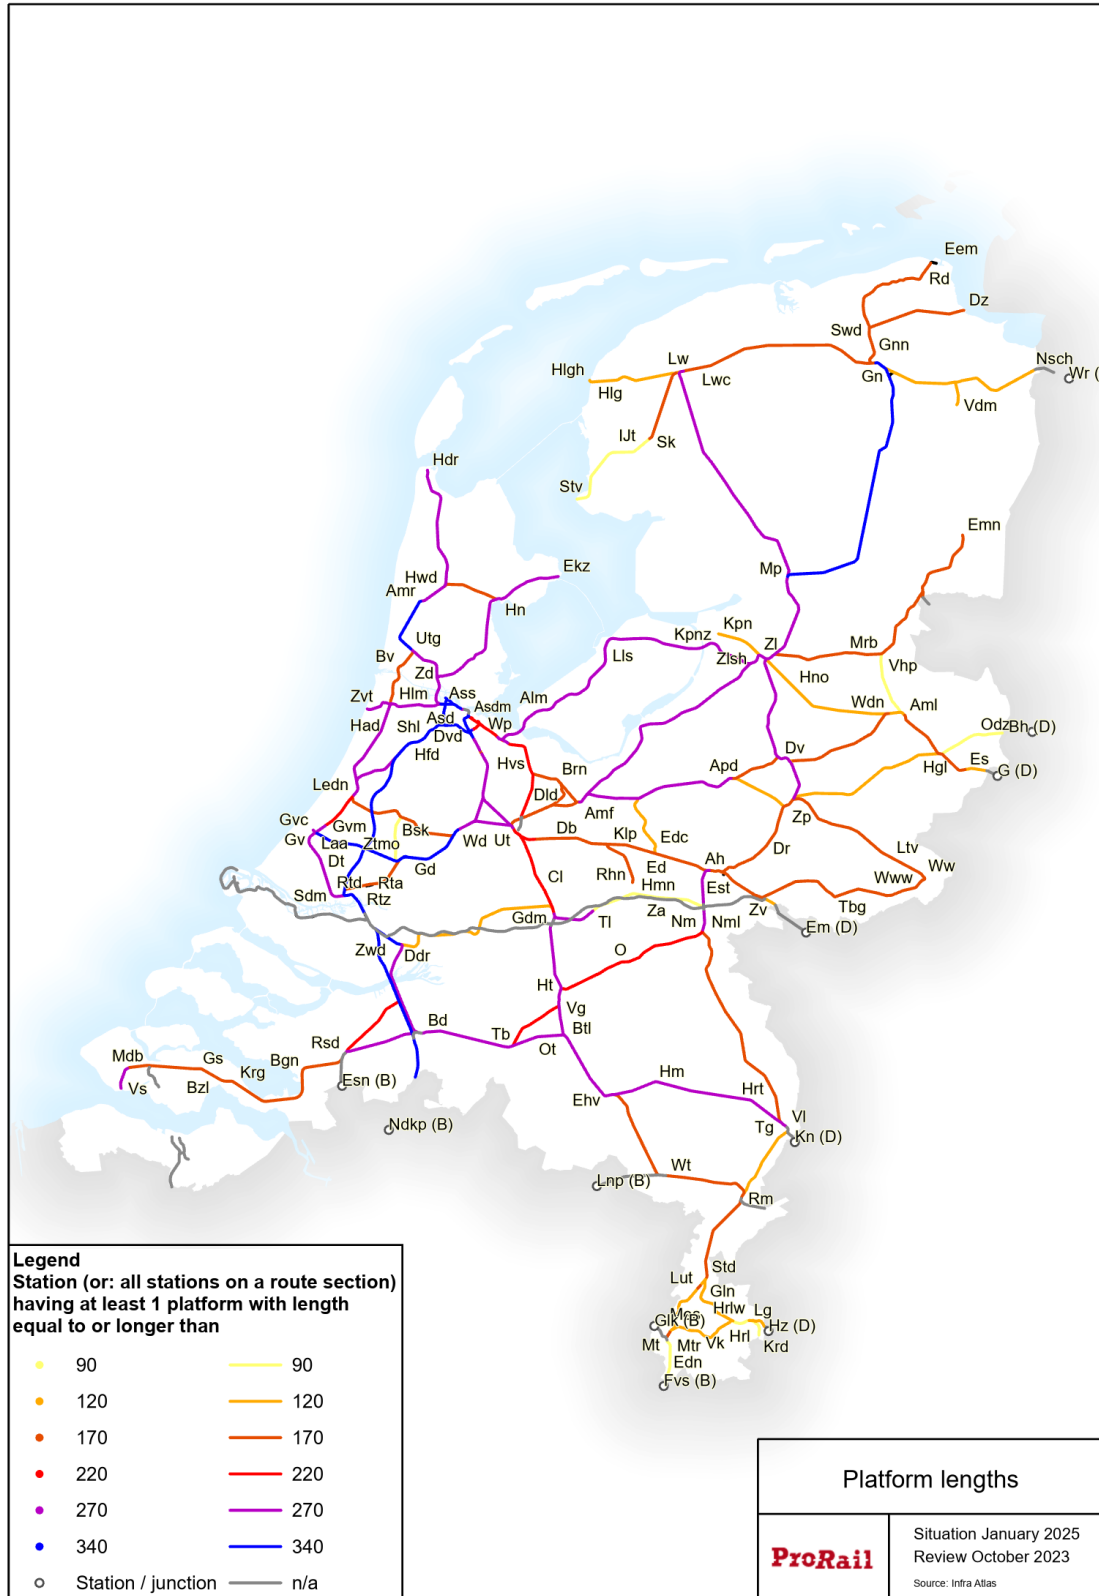 Eem
Rd
Dz
Swd
Gnn
Lw
Nsch
Hlgh
Lwc
Gn
Wr (
Hlg
Vdm
IJt
Sk
Hdr
Stv
Emn
Ekz
Mp
Hwd
Amr
Hn
Kpn
Utg
Kpnz
Zl
Mrb
Bv
Lls
Zlsh
Vhp
Zd
Hno
Zvt
Hlm
Ass
Alm
Wdn
Aml
Asdm
Had
Shl
Asd
Wp
Odz
Bh (D)
Dvd
Hfd
Hvs
Brn
Dv
Apd
Hgl
Es
G (D)
Ledn
Dld
Amf
Zp
Gvc
Gvm
Bsk
Gv
Laa
Ztmo
Wd
Ut
Db
Klp
Edc
Dr
Ltv
Dt
Gd
Ed
Ah
Ww
Rtd
Rta
Cl
Rhn
Hmn
Est
Www
Sdm
Rtz
Gdm
Tl
Za
Nm
Nml
Zv
Tbg
Zwd
Ddr
O
Em (D)
Ht
Vg
Rsd
Bd
Tb
Btl
Ot
Mdb
Gs
Bgn
Krg
Hm
Vs
Bzl
Esn (B)
Ehv
Hrt
Ndkp (B)
Vl
Tg
Kn (D)
Wt
Lnp (B)
Rm
Std
Lut
Gln
Hrlw
Lg
Glk (B)
Hz (D)
Mt
Mtr
Vk
Hrl
Krd
Edn
Fvs (B)
Legend
Station (or: all stations on a route section)
having at least 1 platform with length
equal to or longer than
90 90
120 120
170 170
220 220
270 270
340 340
Station / junction n/a
Platform lengths
ProRail
Situation January 2025
Review October 2023
Source: Infra Atlas